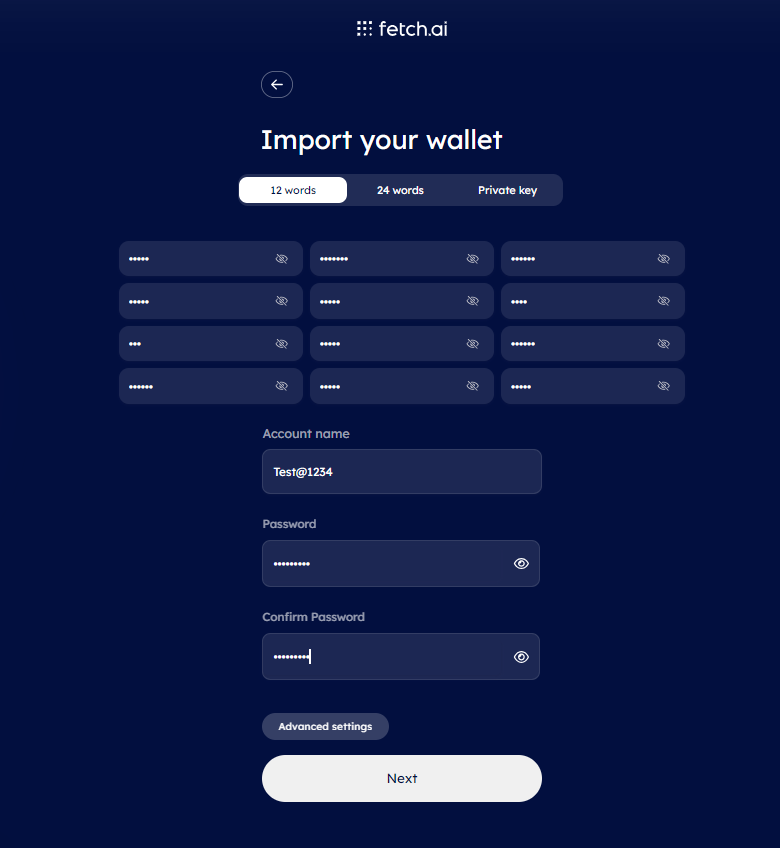 fetch.ai
Import your wallet
12 words 24 words Private key
••••• ••••••• ••••••
••••• ••••• ••••
••• ••••• ••••••
•••••• ••••• •••••
Account name
Test@1234
Password
•••••••••
Confirm Password
•••••••••
Advanced settings
Next